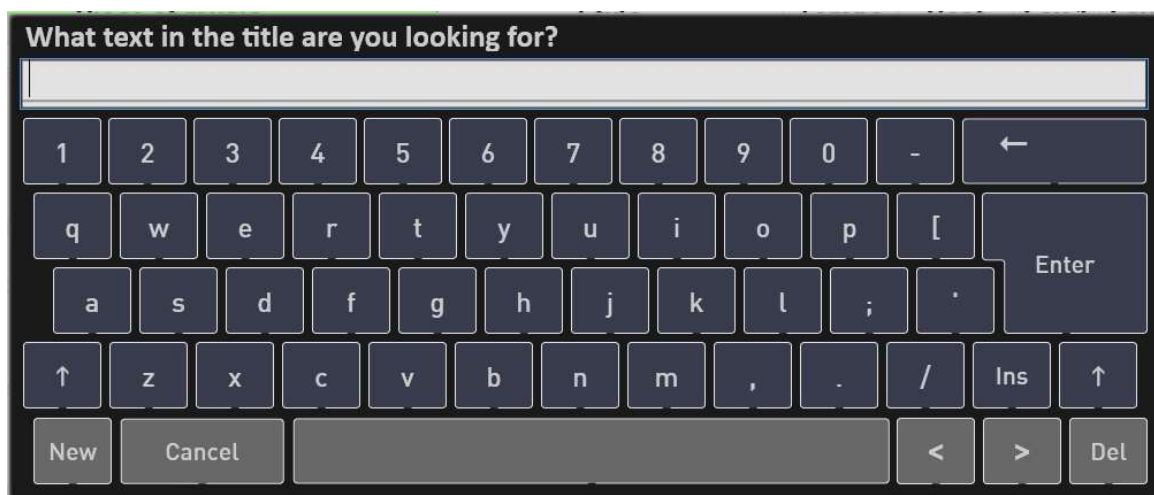 What text in the title are you looking for?
1 2 3 4 5 6 7 8 9 0 - ←
q w e r t y u i o p [
Enter
a s d f g h j k l ; '
↑ z x c v b n m , . / Ins ↑
New Cancel < > Del